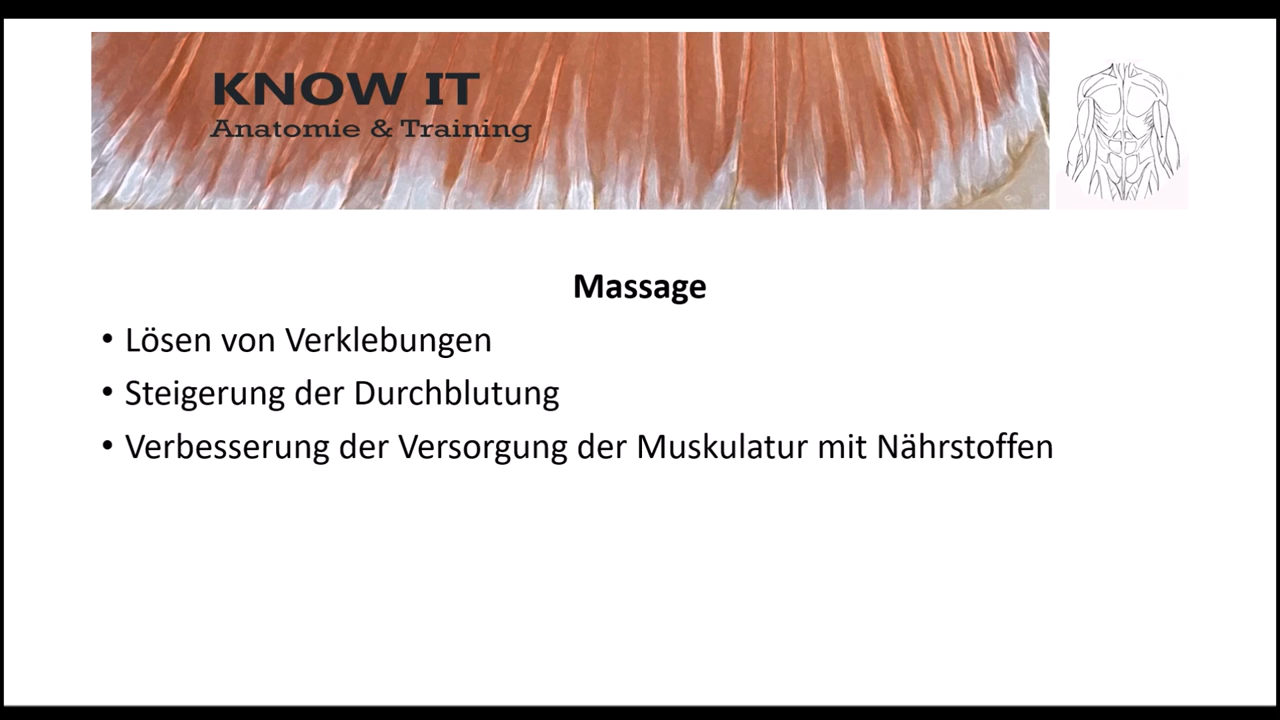 KNOW IT
Anatomie & Training
Massage
• Lösen von Verklebungen
• Steigerung der Durchblutung
• Verbesserung der Versorgung der Muskulatur mit Nährstoffen